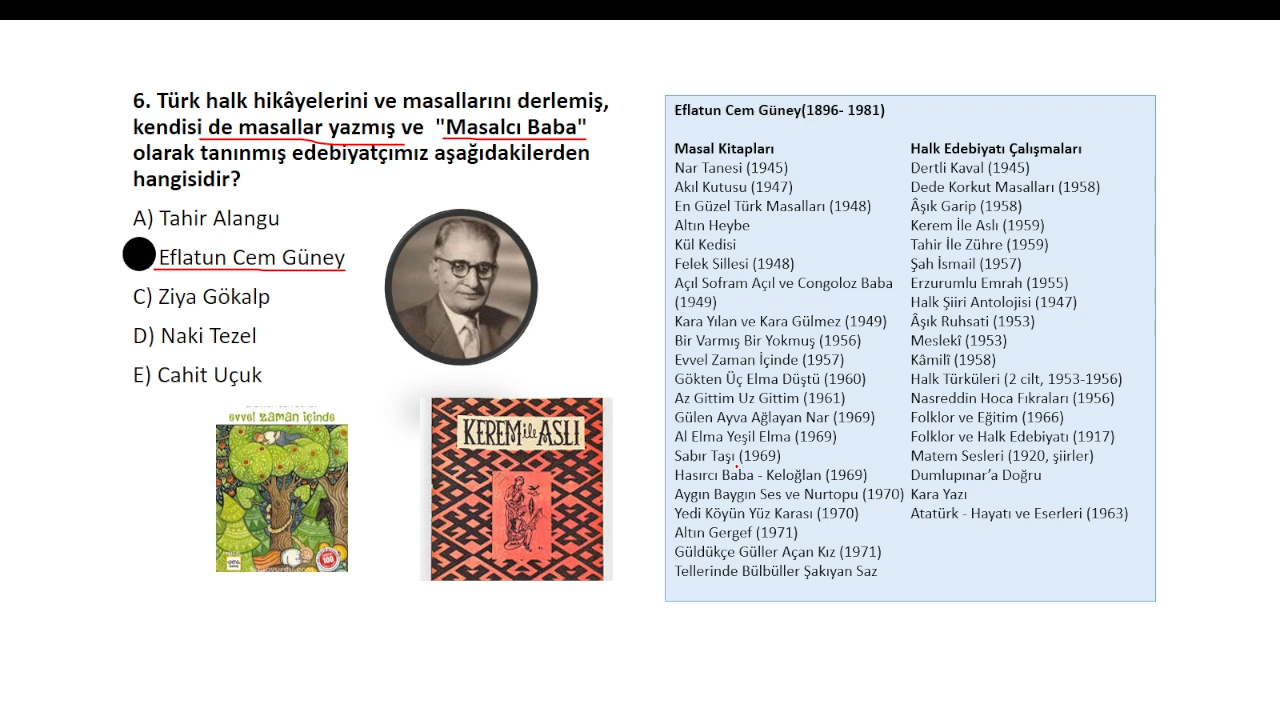 6. Türk halk hikâyelerini ve masallarını derlemiş,
kendisi de masallar yazmış ve "Masalcı Baba"
olarak tanınmış edebiyatçımız aşağıdakilerden
hangisidir?
A) Tahir Alangu
Eflatun Cem Güney
C) Ziya Gökalp
D) Naki Tezel
E) Cahit Uçuk
evvel zaman içinde
KEREM ile ASLI
Eflatun Cem Güney(1896- 1981)
Masal Kitapları
Nar Tanesi (1945)
Akıl Kutusu (1947)
En Güzel Türk Masalları (1948)
Altın Heybe
Kül Kedisi
Felek Sillesi (1948)
Açıl Sofram Açıl ve Congoloz Baba
(1949)
Kara Yılan ve Kara Gülmez (1949)
Bir Varmış Bir Yokmuş (1956)
Evvel Zaman İçinde (1957)
Gökten Üç Elma Düştü (1960)
Az Gittim Uz Gittim (1961)
Gülen Ayva Ağlayan Nar (1969)
Al Elma Yeşil Elma (1969)
Sabır Taşı (1969)
Hasırcı Baba - Keloğlan (1969)
Aygın Baygın Ses ve Nurtopu (1970)
Yedi Köyün Yüz Karası (1970)
Altın Gergef (1971)
Güldükçe Güller Açan Kız (1971)
Tellerinde Bülbüller Şakıyan Saz
Halk Edebiyatı Çalışmaları
Dertli Kaval (1945)
Dede Korkut Masalları (1958)
Âşık Garip (1958)
Kerem İle Aslı (1959)
Tahir İle Zühre (1959)
Şah İsmail (1957)
Erzurumlu Emrah (1955)
Halk Şiiri Antolojisi (1947)
Âşık Ruhsati (1953)
Meslekî (1953)
Kâmilî (1958)
Halk Türküleri (2 cilt, 1953-1956)
Nasreddin Hoca Fıkraları (1956)
Folklor ve Eğitim (1966)
Folklor ve Halk Edebiyatı (1917)
Matem Sesleri (1920, şiirler)
Dumlupınar’a Doğru
Kara Yazı
Atatürk - Hayatı ve Eserleri (1963)